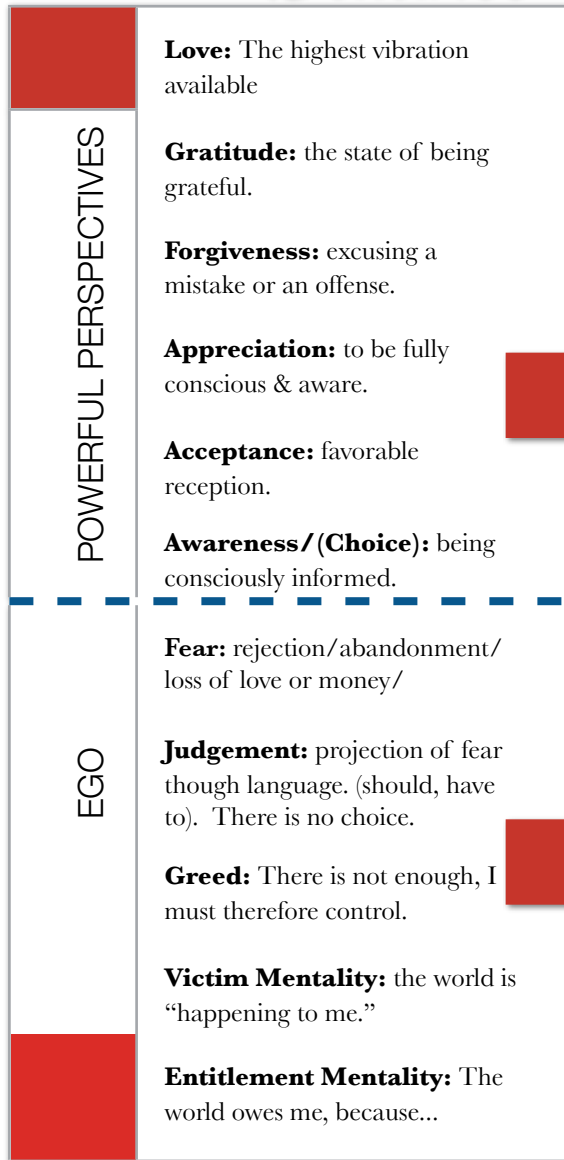 Love: The highest vibration
available
Gratitude: the state of being
grateful.
Forgiveness: excusing a
mistake or an offense.
Appreciation: to be fully
conscious & aware.
Acceptance: favorable
reception.
Awareness/(Choice): being
consciously informed.
POWERFUL PERSPECTIVES
Fear: rejection/abandonment/
loss of love or money/
Judgement: projection of fear
though language. (should, have
to).  There is no choice.
Greed: There is not enough, I
must therefore control.
Victim Mentality: the world is
“happening to me.”
Entitlement Mentality: The
world owes me, because...
EGO